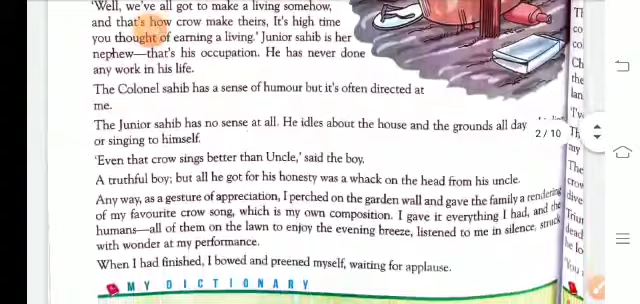 'Well, we've all got to make a living somehow,
and that's how crow make theirs, It's high time
you thought of earning a living.' Junior sahib is her
nephew—that's his occupation. He has never done
any work in his life.
The Colonel sahib has a sense of humour but it's often directed at
me.
The Junior sahib has no sense at all. He idles about the house and the grounds all day
or singing to himself.
'Even that crow sings better than Uncle,' said the boy.
A truthful boy; but all he got for his honesty was a whack on the head from his uncle.
Any way, as a gesture of appreciation, I perched on the garden wall and gave the family a rendering
of my favourite crow song, which is my own composition. I gave it everything I had, and the
humans—all of them on the lawn to enjoy the evening breeze, listened to me in silence, struck
with wonder at my performance.
When I had finished, I bowed and preened myself, waiting for applause.
MY DICTIONARY
2 / 10